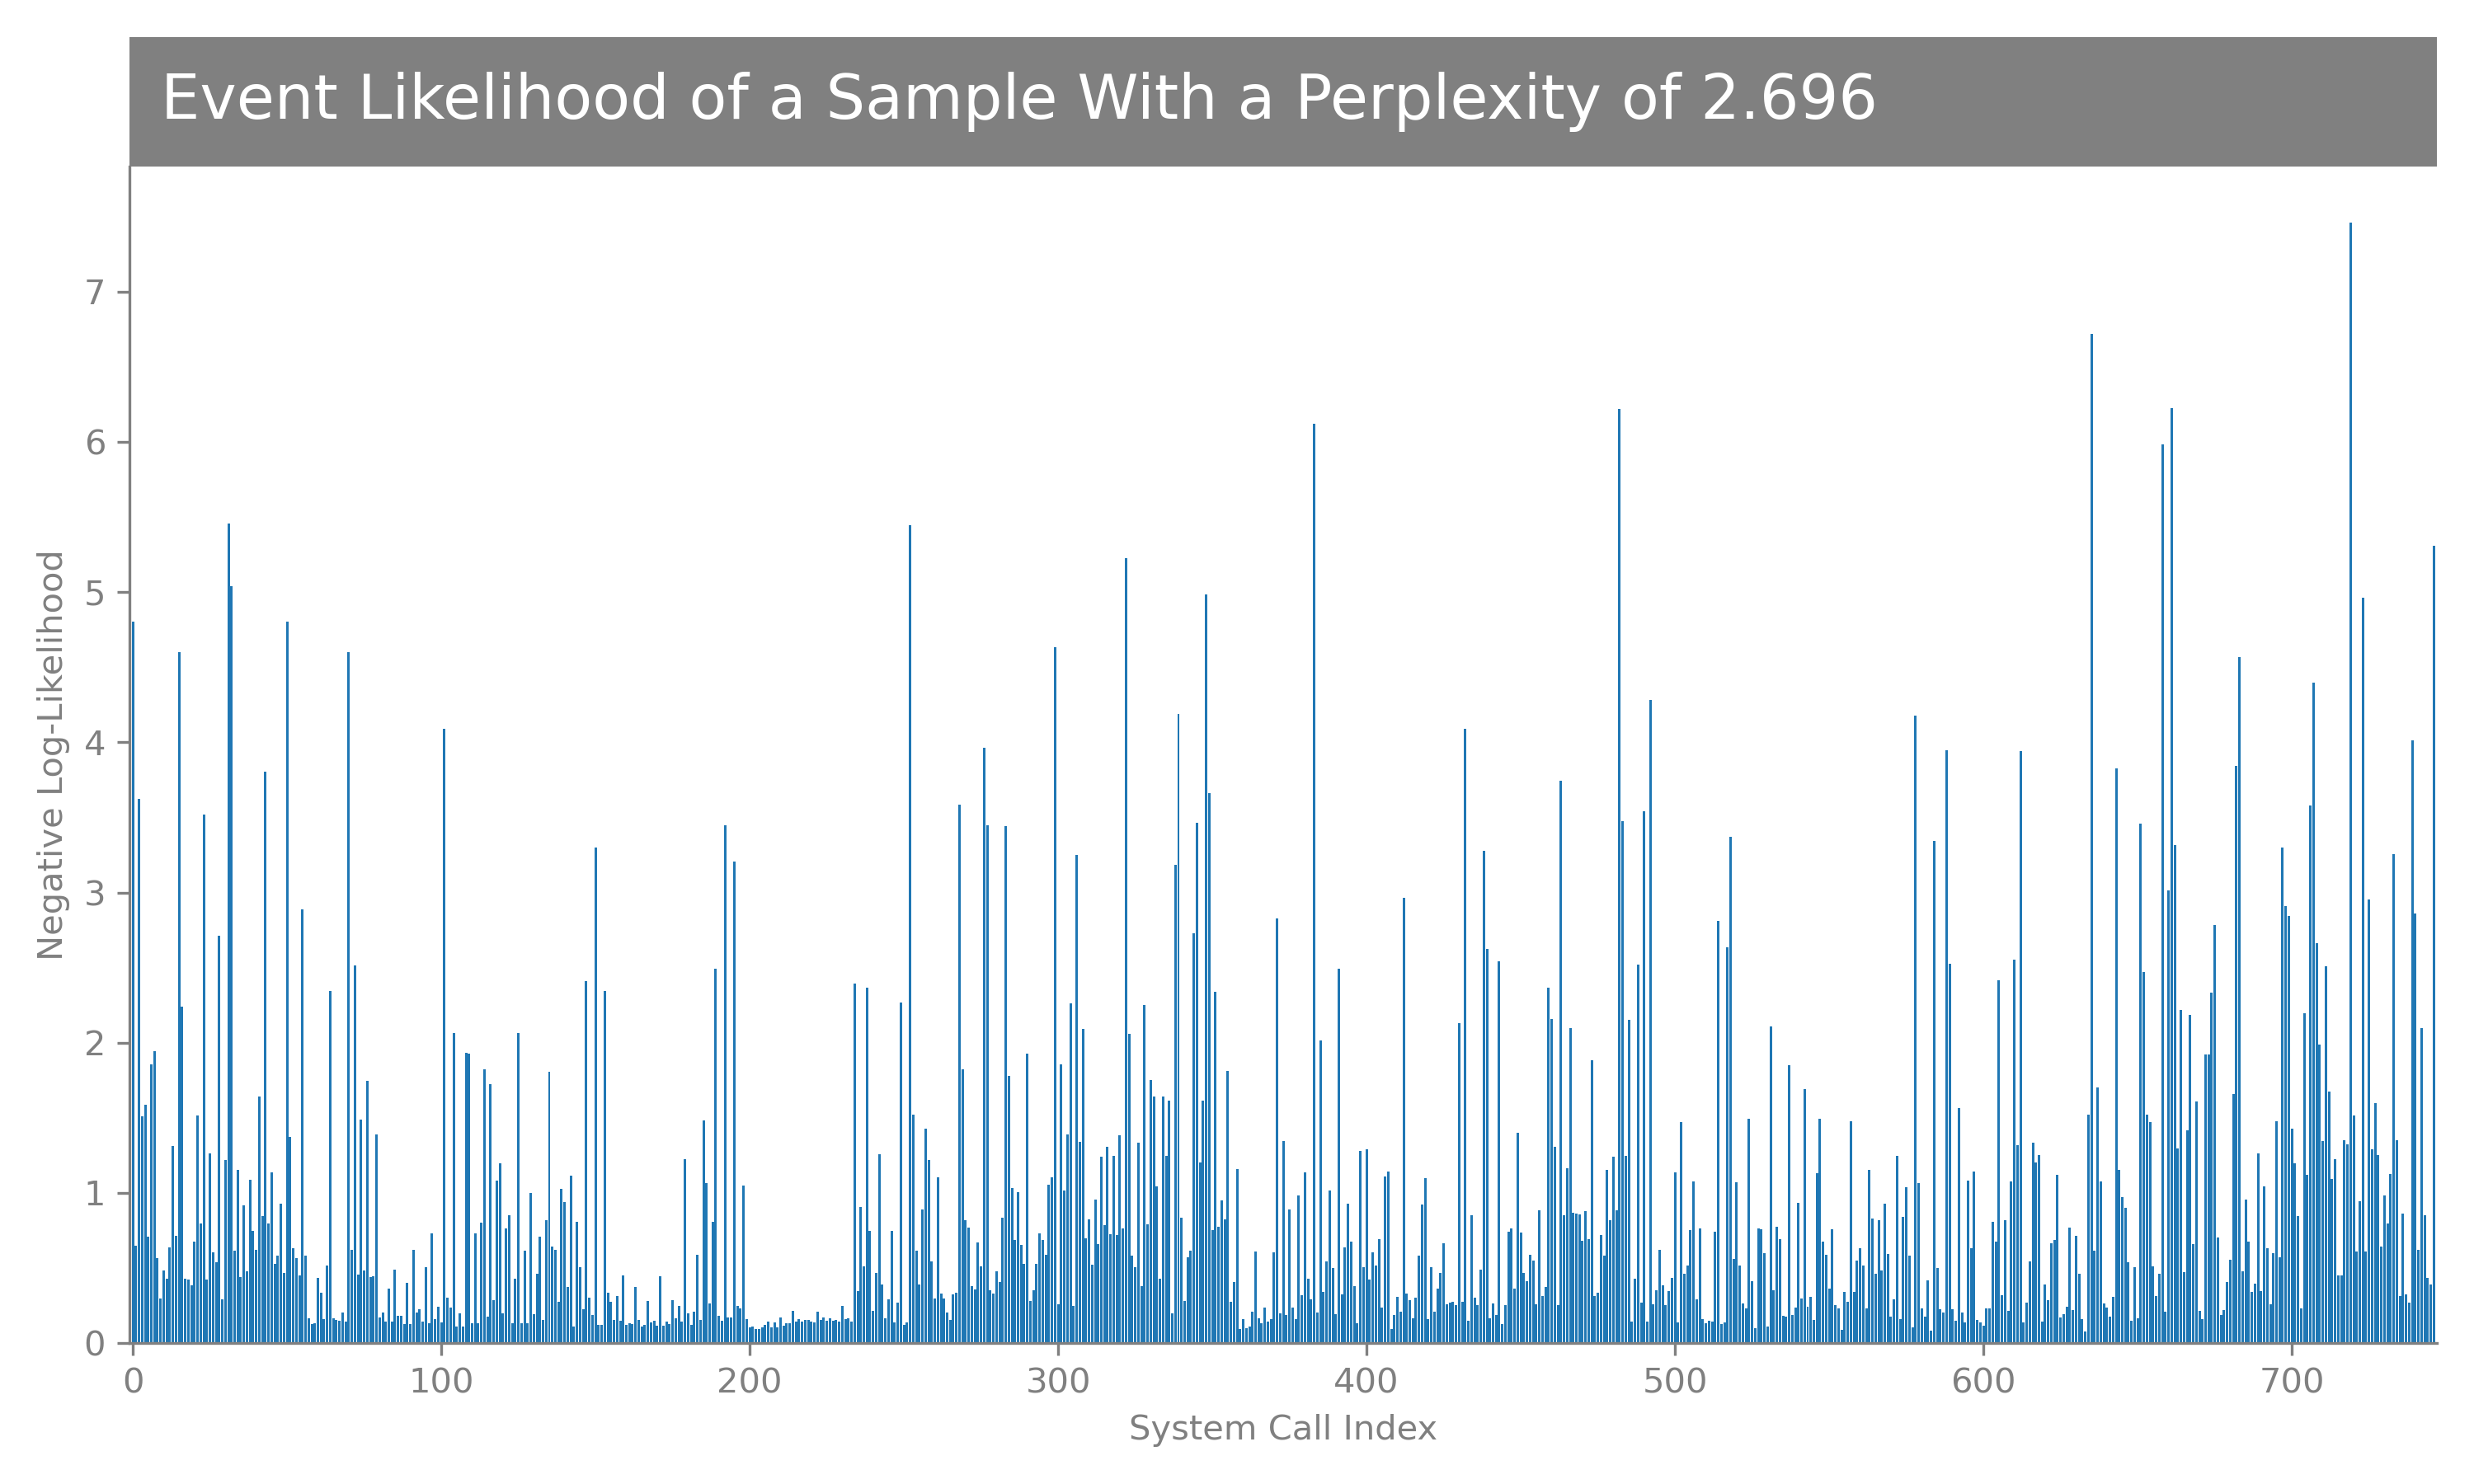 Event Likelihood of a Sample With a Perplexity of 2.696
Negative Log-Likelihood
7
6
5
4
3
2
1
0
0 100 200 300 400 500 600 700
System Call Index